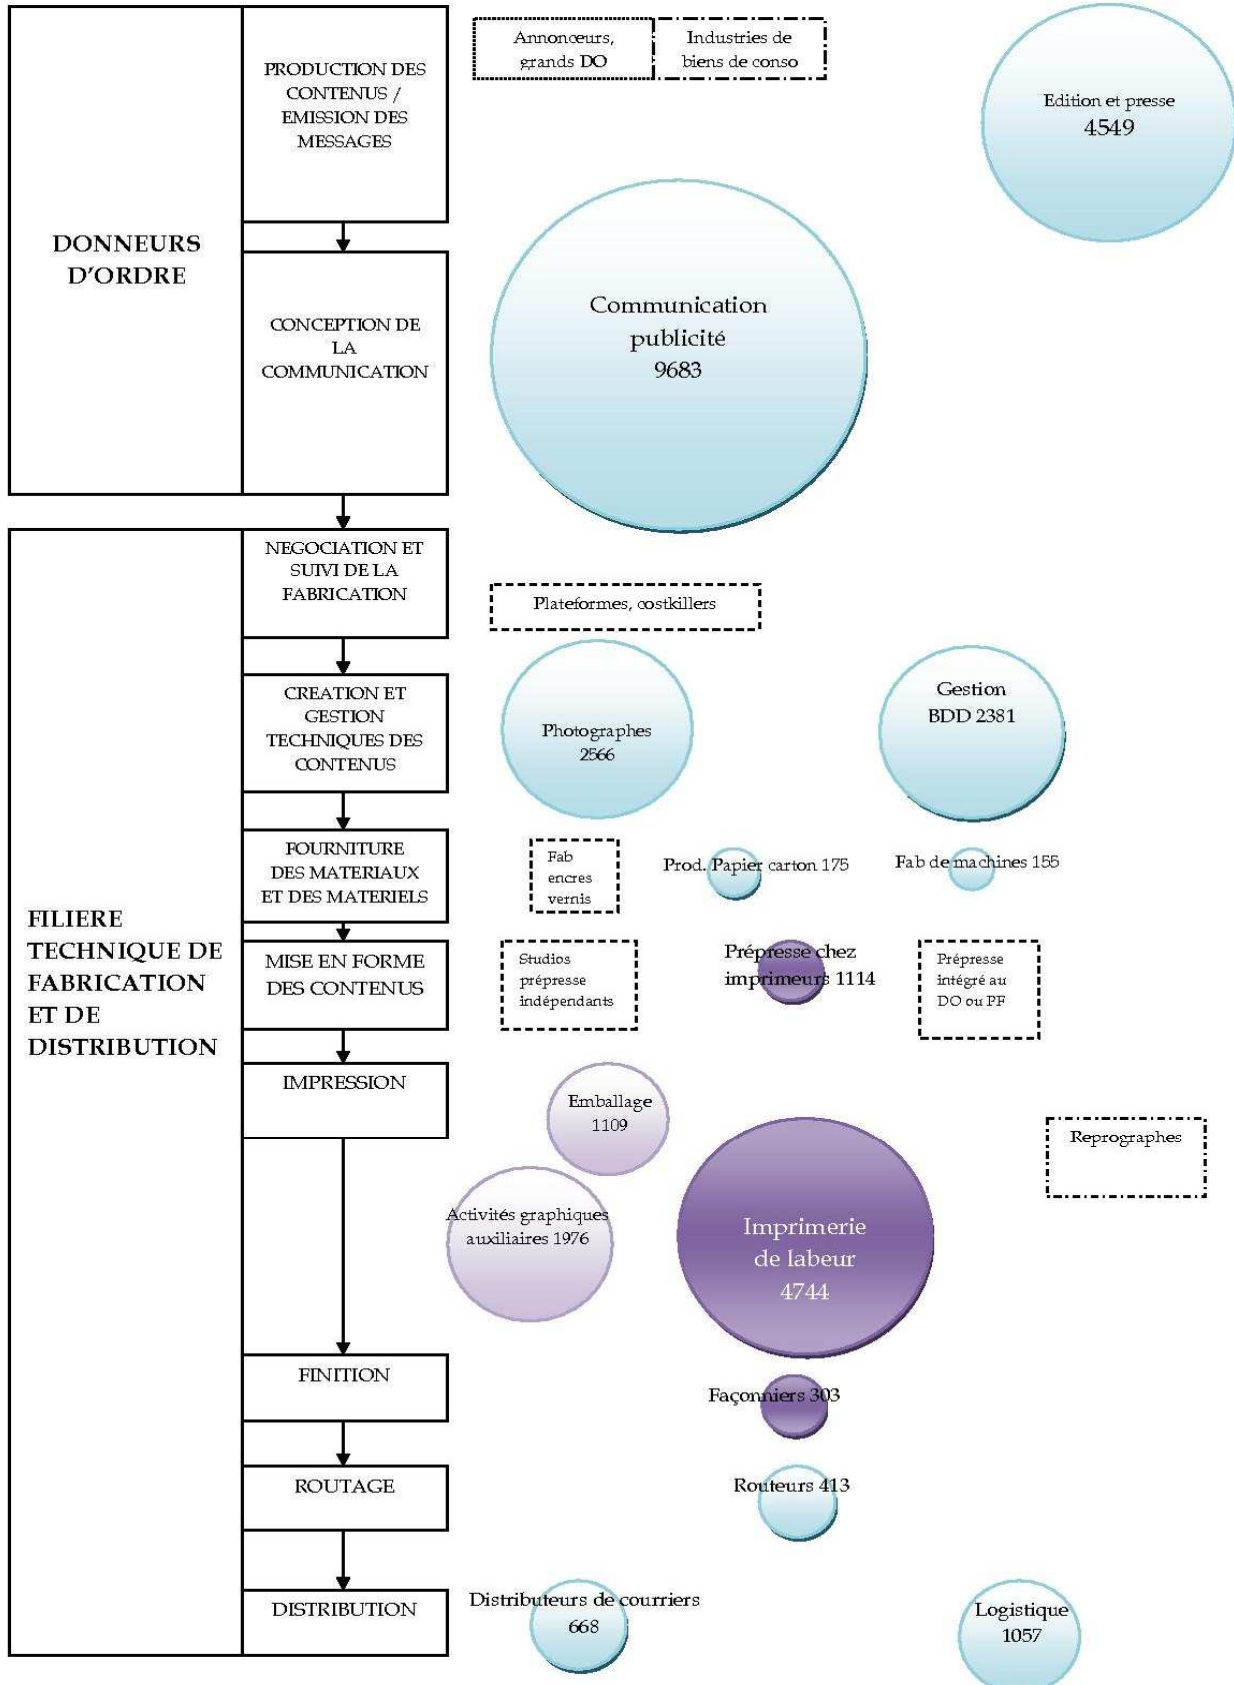 DONNEURS
D'ORDRE
PRODUCTION DES
CONTENUS /
EMISSION DES
MESSAGES
Annonceurs,
grands DO
Industries de
biens de conso
Edition et presse
4549
CONCEPTION DE
LA
COMMUNICATION
Communication
publicité
9683
FILIERE
TECHNIQUE DE
FABRICATION
ET DE
DISTRIBUTION
NEGOCIATION ET
SUIVI DE LA
FABRICATION
Plateformes, costkillers
CREATION ET
GESTION
TECHNIQUES DES
CONTENUS
Photographes
2566
Gestion
BDD 2381
FOURNITURE
DES MATERIAUX
ET DES MATERIELS
Fab
encres
vernis
Prod. Papier carton 175
Fab de machines 155
MISE EN FORME
DES CONTENUS
Studios
prépresse
indépendants
Prépresse chez
imprimeurs 1114
Prépresse
intégré au
DO ou PF
IMPRESSION
Emballage
1109
Activités graphiques
auxiliaires 1976
Imprimerie
de labeur
4744
Reprographes
FINITION
Façonniers 303
ROUTAGE
Routeurs 413
DISTRIBUTION
Distributeurs de courriers
668
Logistique
1057